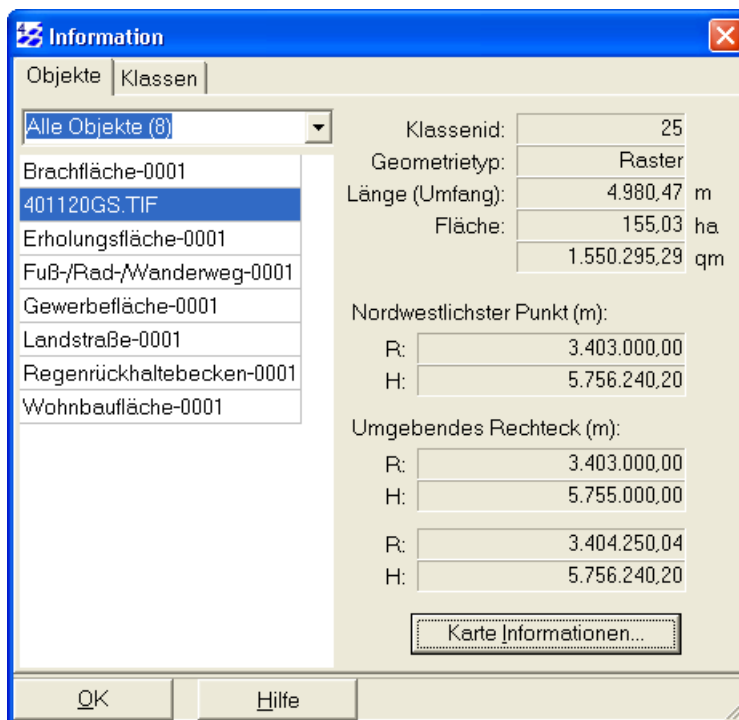 Information
Objekte Klassen
Alle Objekte (8)
Brachfläche-0001
401120GS.TIF
Erholungsfläche-0001
Fuß-/Rad-/Wanderweg-0001
Gewerbefläche-0001
Landstraße-0001
Regenrückhaltebecken-0001
Wohnbaufläche-0001
Klassenid: 25
Geometrietyp: Raster
Länge (Umfang): 4.980,47 m
Fläche: 155,03 ha
1.550.295,29 qm
Nordwestlichster Punkt (m):
R: 3.403.000,00
H: 5.756.240,20
Umgebendes Rechteck (m):
R: 3.403.000,00
H: 5.755.000,00
R: 3.404.250,04
H: 5.756.240,20
Karte Informationen...
OK Hilfe